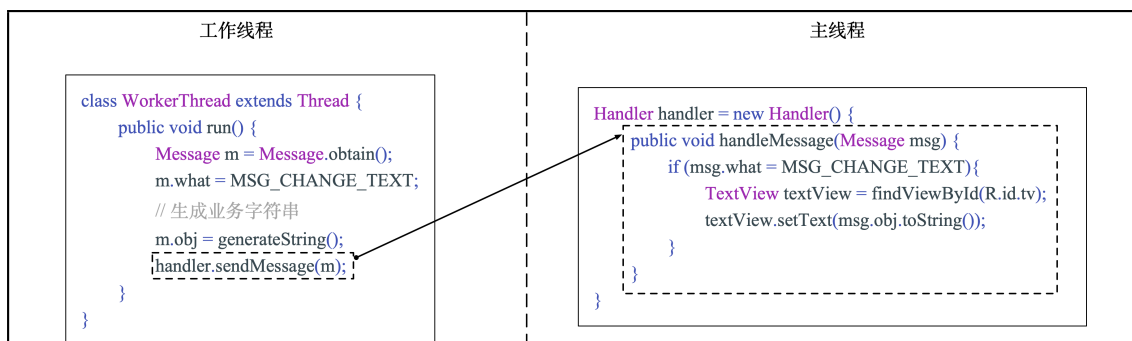 工作线程
class WorkerThread extends Thread {
public void run() {
Message m = Message.obtain();
m.what = MSG_CHANGE_TEXT;
// 生成业务字符串
m.obj = generateString();
handler.sendMessage(m);
}
}
主线程
Handler handler = new Handler() {
public void handleMessage(Message msg) {
if (msg.what = MSG_CHANGE_TEXT){
TextView textView = findViewById(R.id.tv);
textView.setText(msg.obj.toString());
}
}
}